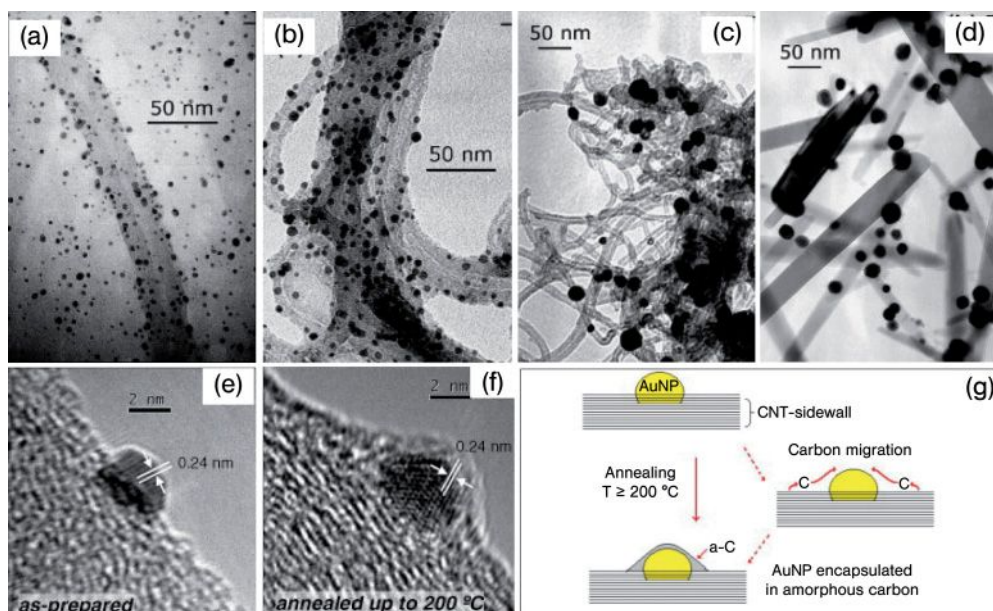 (a)
50 nm
(b)
50 nm
(c)
50 nm
(d)
50 nm
(e)
2 nm
0.24 nm
as-prepared
(f)
2 nm
0.24 nm
annealed up to 200 ºC
(g)
AuNP
CNT-sidewall
Annealing
T ≥ 200 ºC
Carbon migration
C
C
a-C
AuNP encapsulated
in amorphous carbon